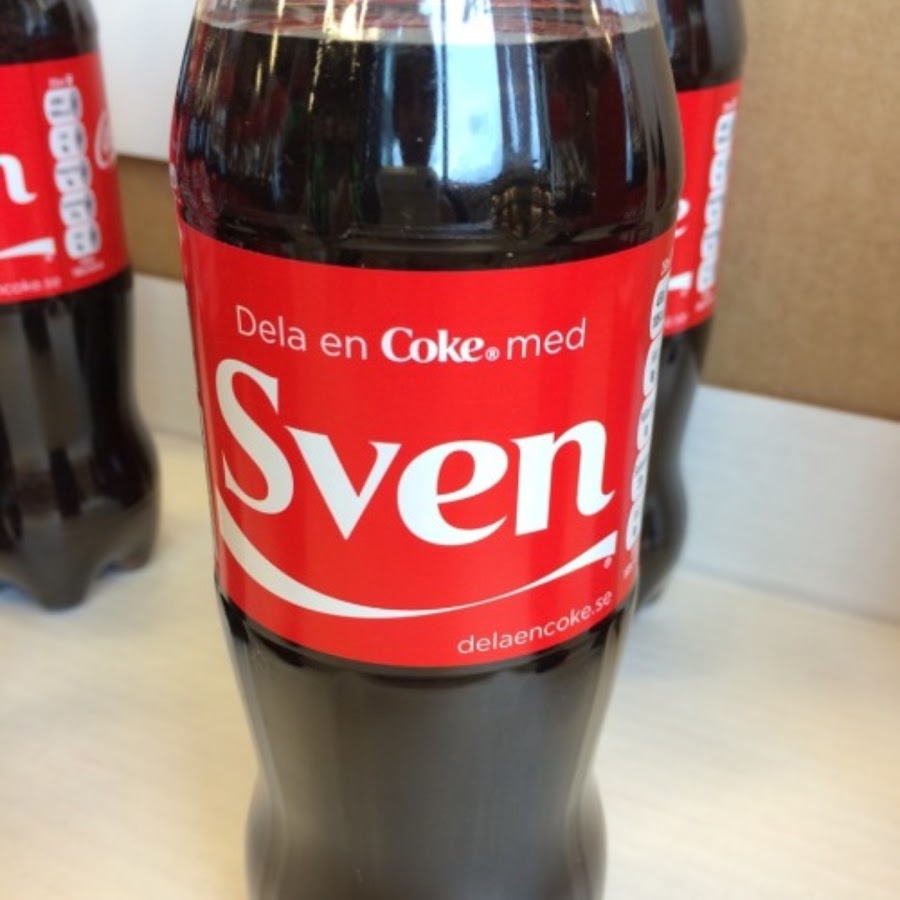 Dela en Coke® med
Sven
delaencoke.se